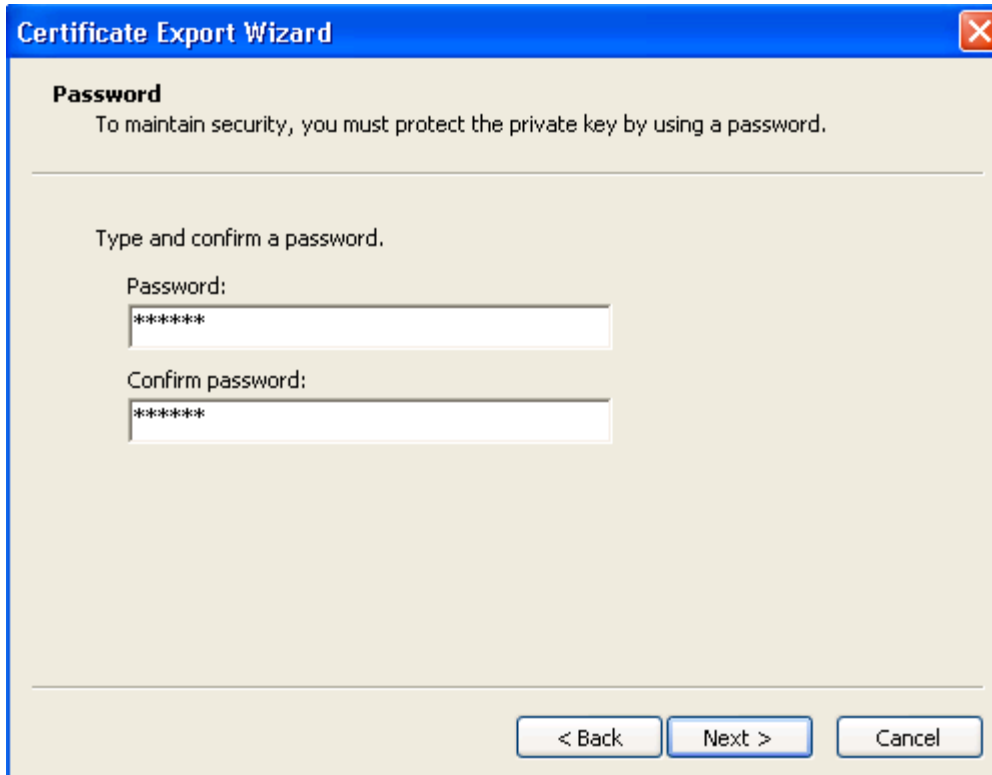 Certificate Export Wizard
Password
To maintain security, you must protect the private key by using a password.
Type and confirm a password.
Password:
******
Confirm password:
******
< Back Next > Cancel